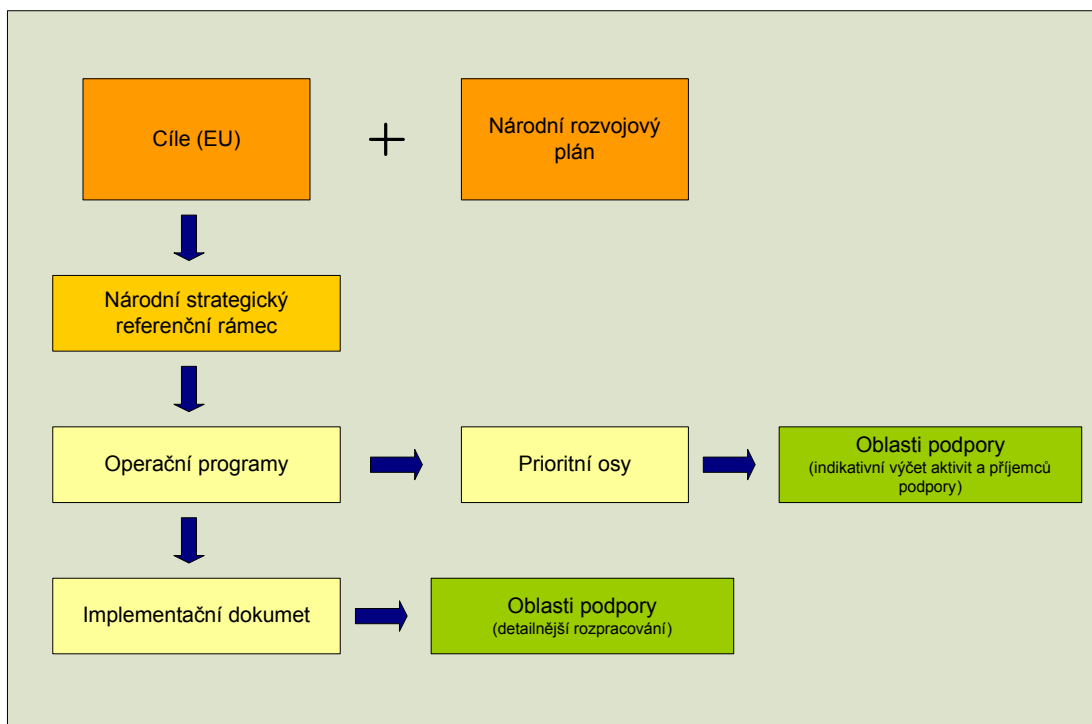 Cíle (EU)
+
Národní rozvojový
plán
Národní strategický
referenční rámec
Operační programy
Prioritní osy
Oblasti podpory
(indikativní výčet aktivit a příjemců
podpory)
Implementační dokumet
Oblasti podpory
(detailnější rozpracování)